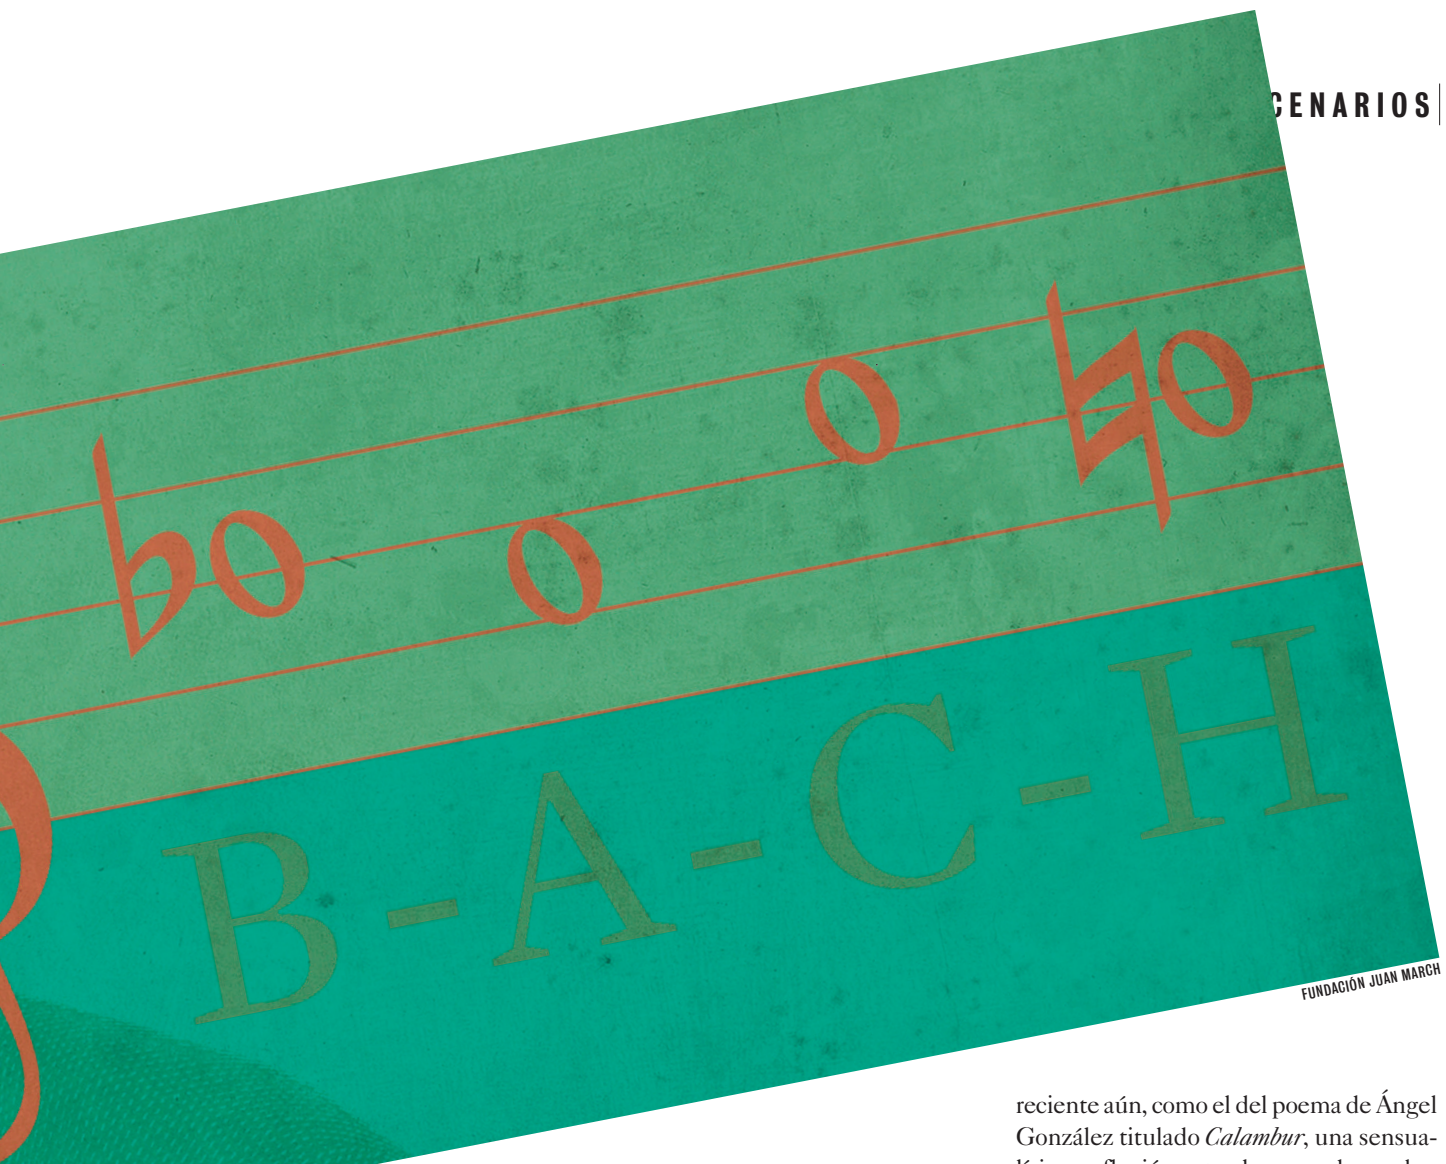 CENARIOS
B-A-C-H
FUNDACIÓN JUAN MARCH
reciente aún, como el del poema de Ángel
González titulado Calambur, una sensua-